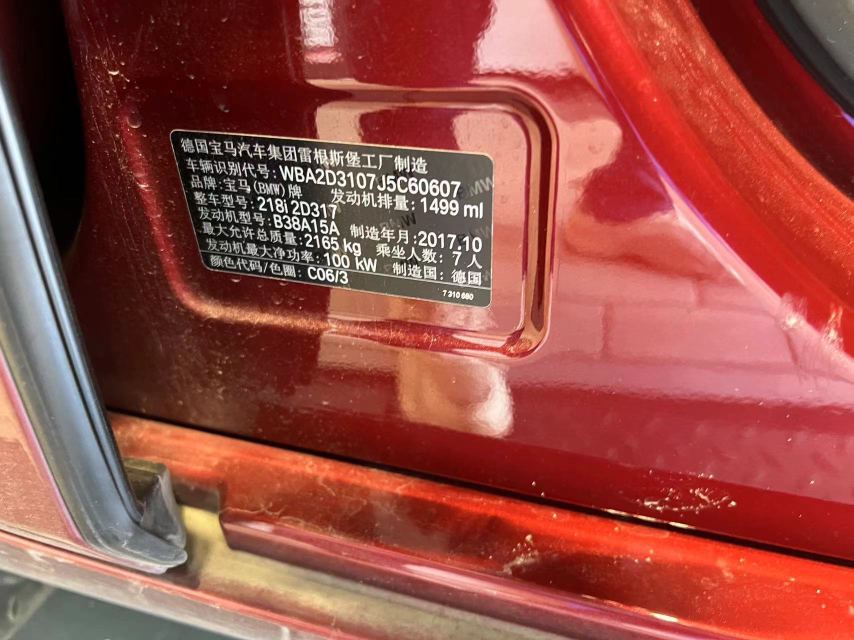 德国宝马汽车集团雷根斯堡工厂制造
车辆识别代号: WBA2D3107J5C60607
品牌: 宝马(BMW)牌 发动机排量: 1499 ml
整车型号: 218i 2D317
发动机型号: B38A15A 制造年月: 2017.10
最大允许总质量: 2165 kg 乘坐人数: 7 人
发动机最大净功率: 100 kW 制造国: 德国
颜色代码/色圈: C06/3
7 310 660